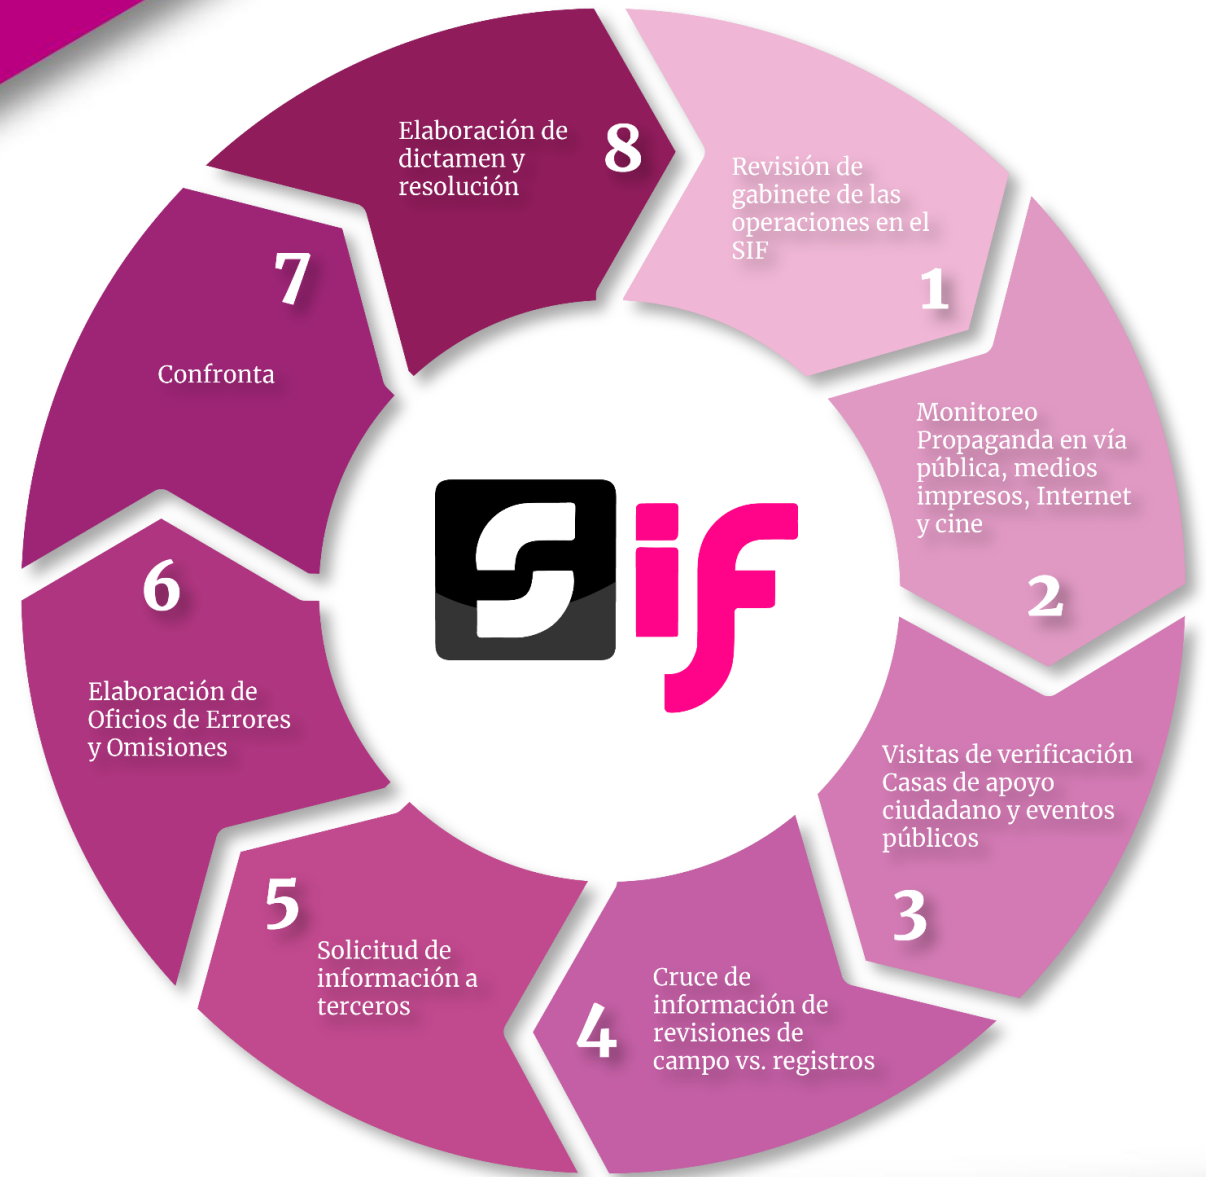 Revisión de
gabinete de las
operaciones en el
SIF
1
Monitoreo
Propaganda en vía
pública, medios
impresos, Internet
y cine
2
Visitas de verificación
Casas de apoyo
ciudadano y eventos
públicos
3
Cruce de
información de
revisiones de
campo vs. registros
4
Solicitud de
información a
terceros
5
Elaboración de
Oficios de Errores
y Omisiones
6
Confronta
7
Elaboración de
dictamen y
resolución
8
Sif